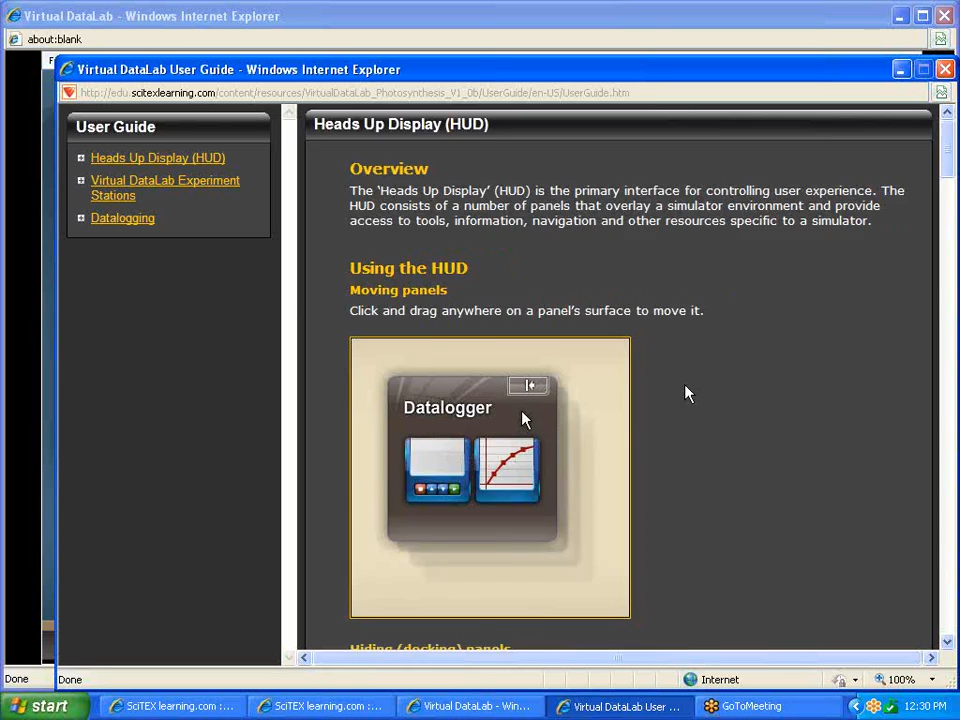 Virtual DataLab - Windows Internet Explorer
about:blank
Virtual DataLab User Guide - Windows Internet Explorer
http://edu.scitexlearning.com/content/resources/VirtualDataLab_Photosynthesis_V1_0b/UserGuide/en-US/UserGuide.htm
User Guide
Heads Up Display (HUD)
Virtual DataLab Experiment
Stations
Datalogging
Heads Up Display (HUD)
Overview
The 'Heads Up Display' (HUD) is the primary interface for controlling user experience. The
HUD consists of a number of panels that overlay a simulator environment and provide
access to tools, information, navigation and other resources specific to a simulator.
Using the HUD
Moving panels
Click and drag anywhere on a panel's surface to move it.
Datalogger
Hiding (docking) panels
Done
Done
Internet
100%
start
SciTEX learning.com : ...
SciTEX learning.com : ...
Virtual DataLab - Win...
Virtual DataLab User ...
GoToMeeting
12:30 PM